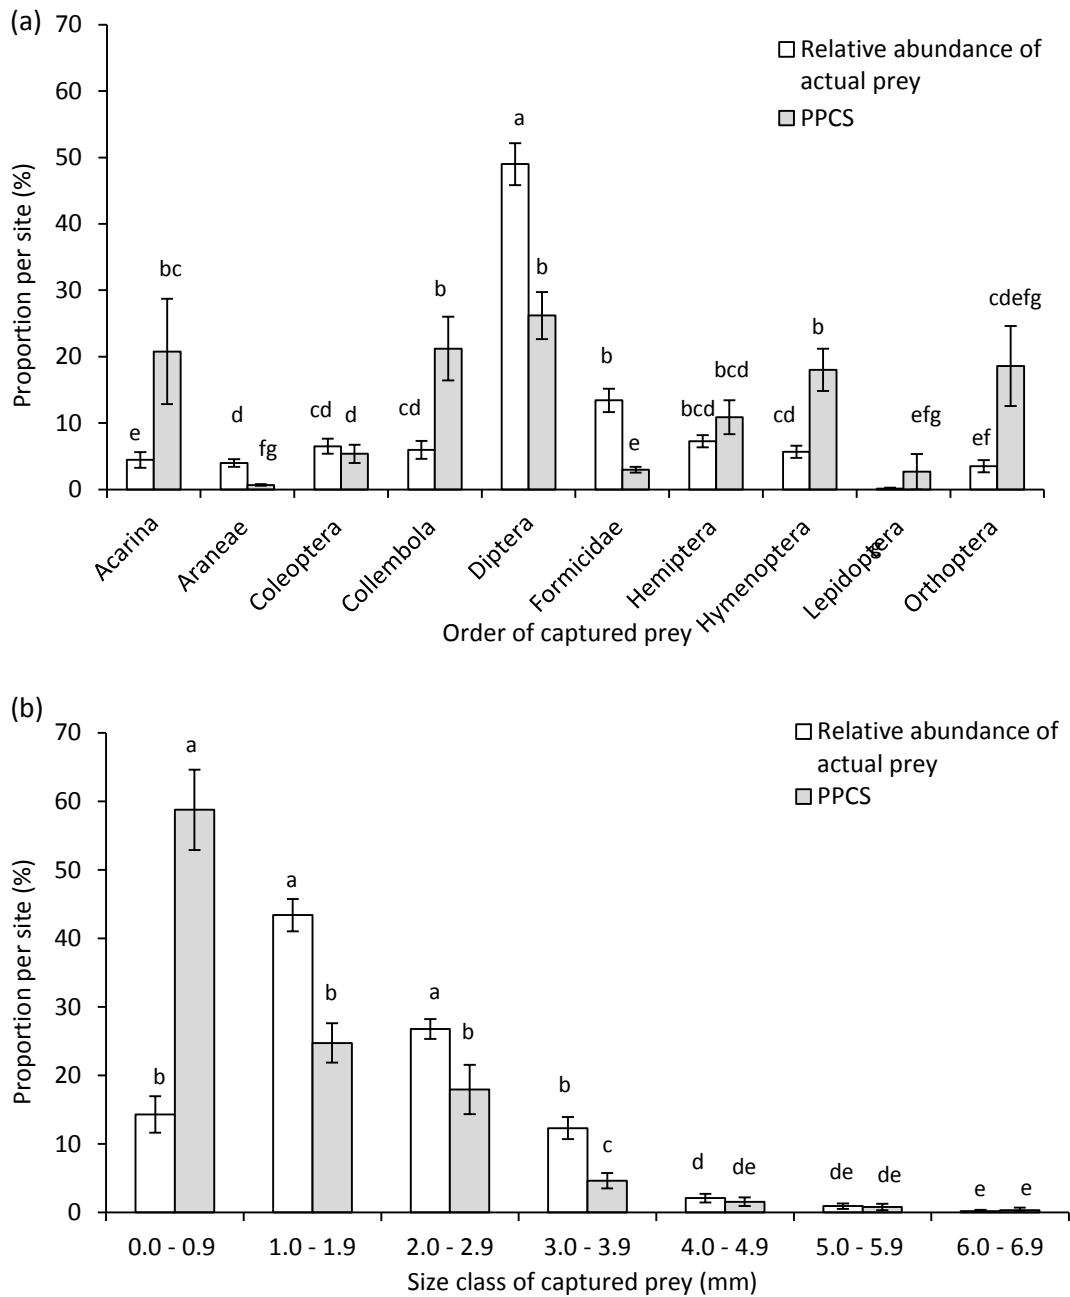 (a)
70
60
50
40
30
20
10
0
Proportion per site (%)
Relative abundance of
actual prey
PPCS
e
bc
d
fg
cd
d
cd
b
a
b
b
e
bcd
bcd
cd
b
efg
ef
cdefg
Acarina
Araneae
Coleoptera
Collembola
Diptera
Formicidae
Hemiptera
Hymenoptera
Lepidoptera
g
Orthoptera
Order of captured prey
(b)
70
60
50
40
30
20
10
0
Proportion per site (%)
Relative abundance of
actual prey
PPCS
b
a
a
b
a
b
b
c
d
de
de
de
e
e
0.0 - 0.9
1.0 - 1.9
2.0 - 2.9
3.0 - 3.9
4.0 - 4.9
5.0 - 5.9
6.0 - 6.9
Size class of captured prey (mm)